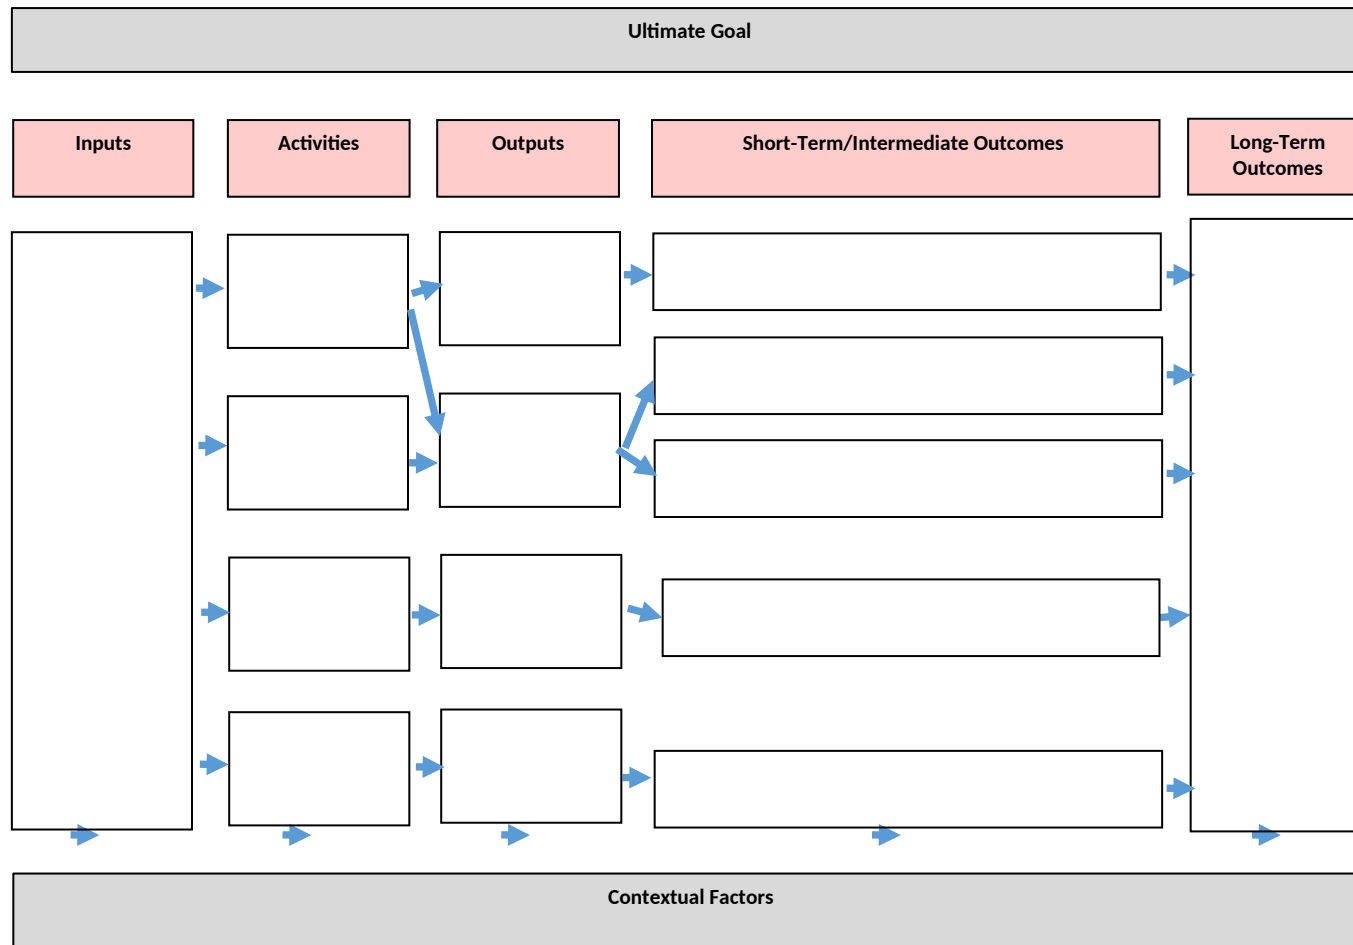 Ultimate Goal
Inputs
Activities
Outputs
Short-Term/Intermediate Outcomes
Long-Term
Outcomes
Contextual Factors